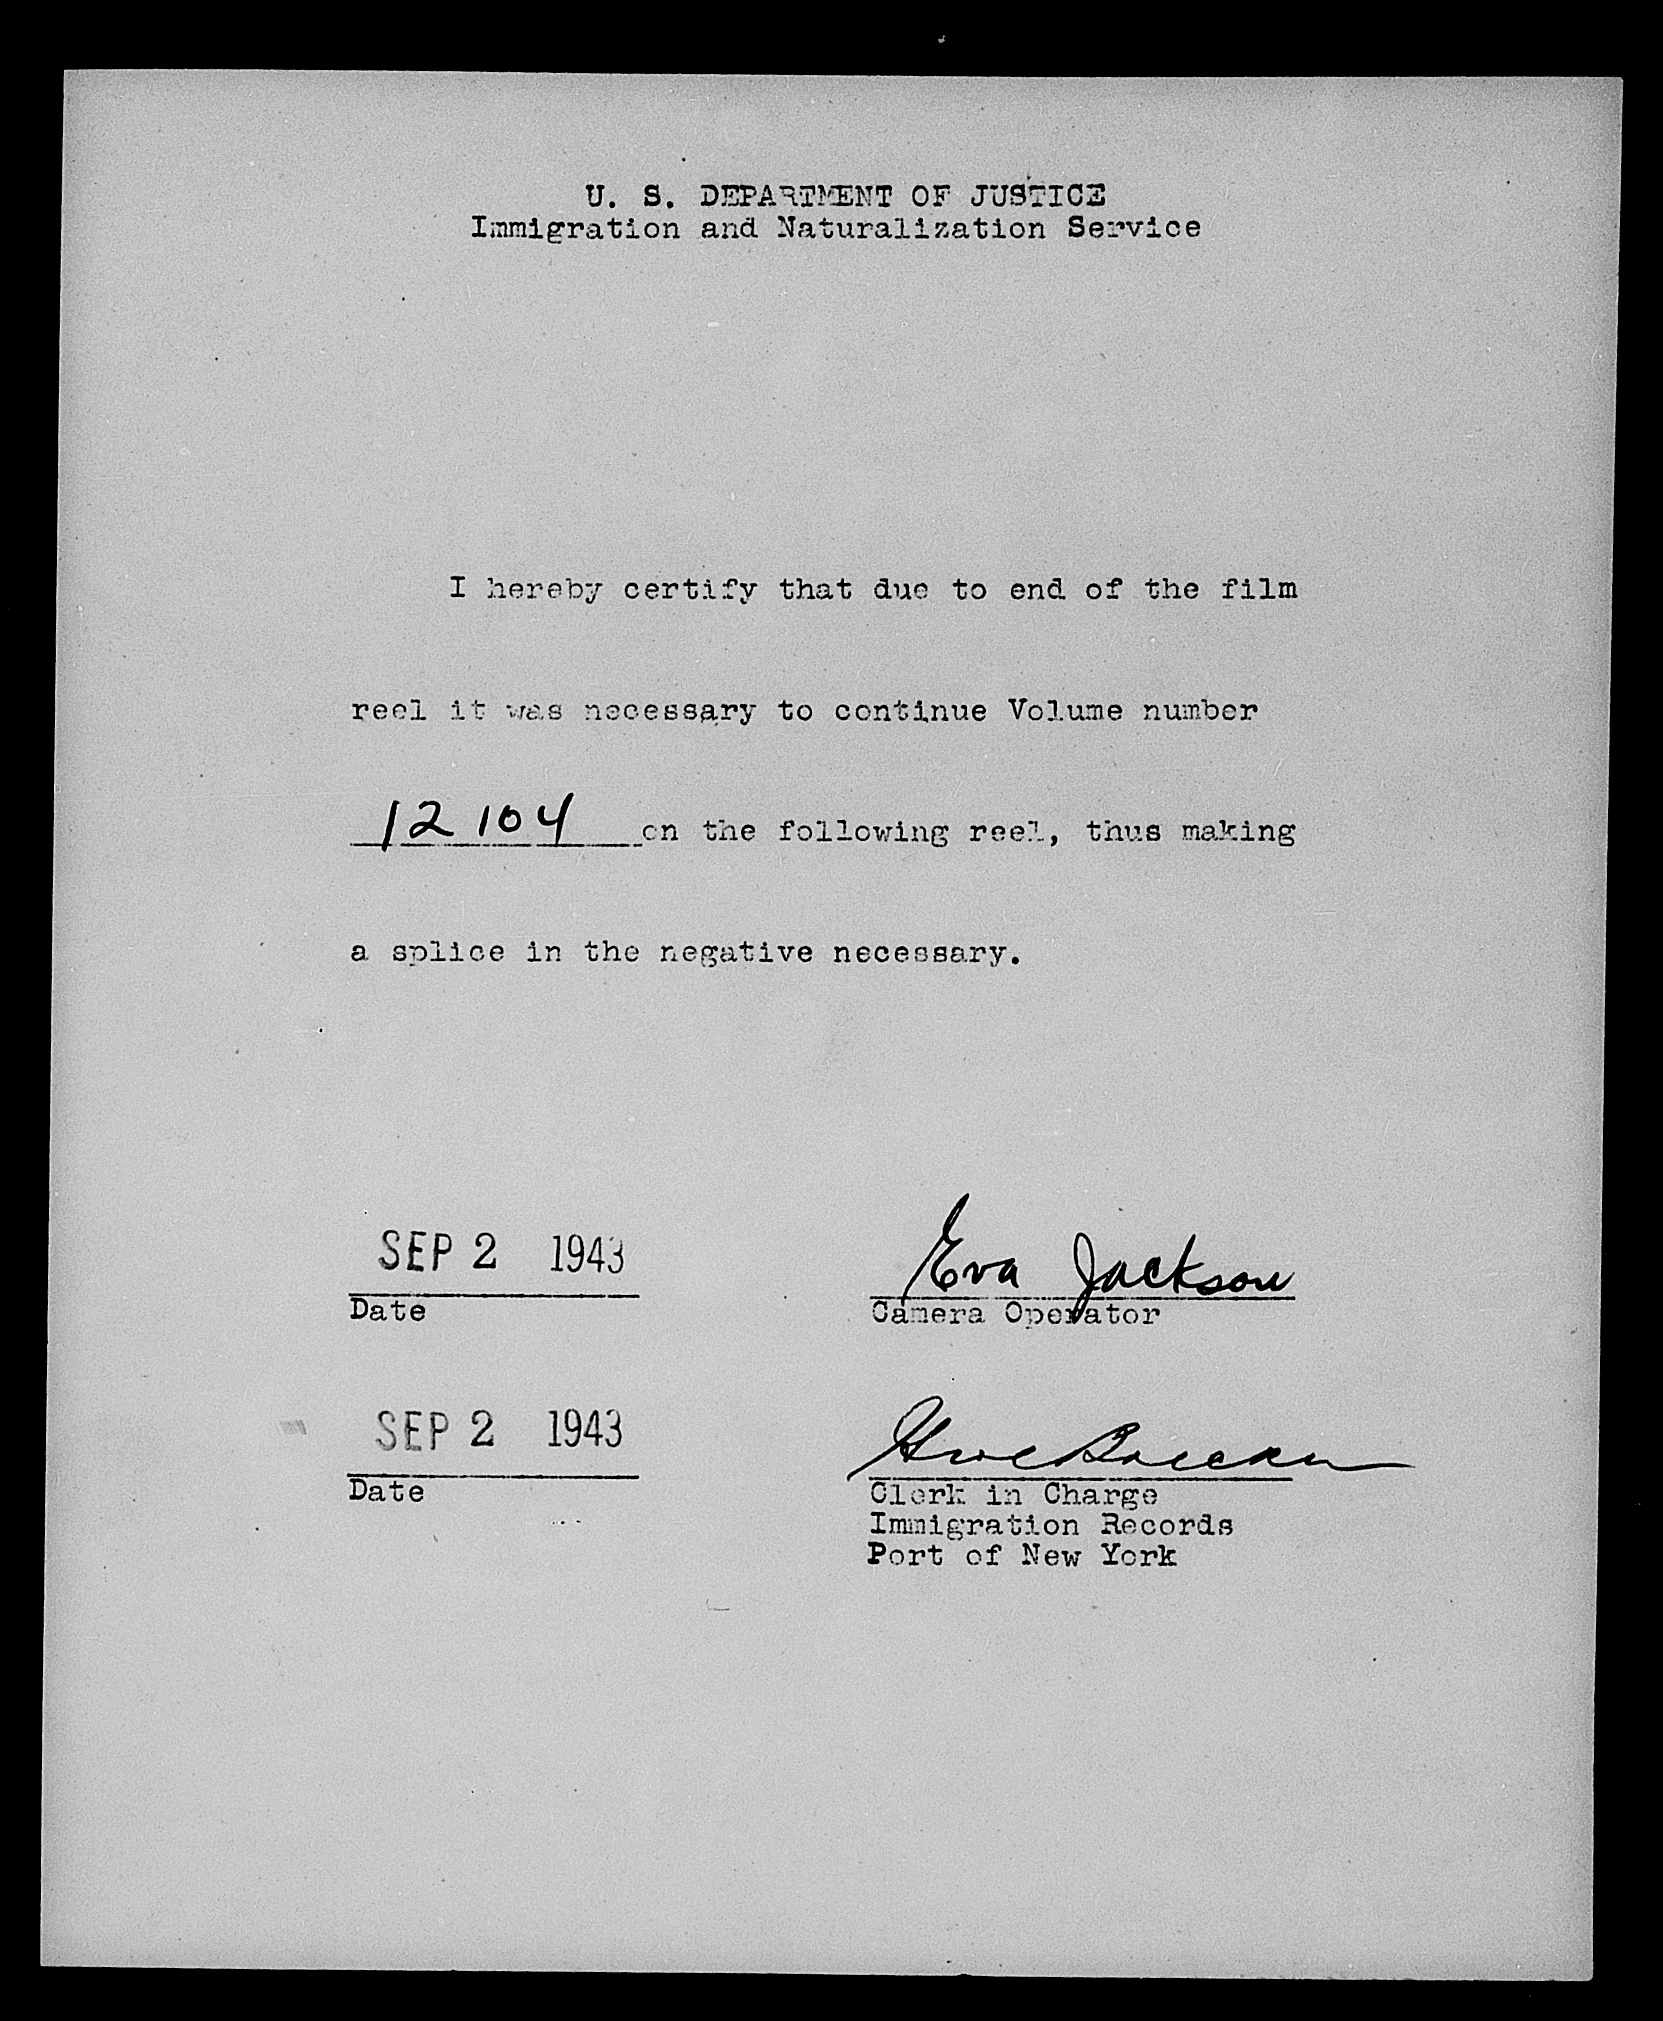 U. S. DEPARTMENT OF JUSTICE
Immigration and Naturalization Service
I hereby certify that due to end of the film
reel it was necessary to continue Volume number
12104 on the following reel, thus making
a splice in the negative necessary.
SEP 2 1943
Eva Jackson
Date
Camera Operator
SEP 2 1943
Date
Clerk in Charge
Immigration Records
Port of New York